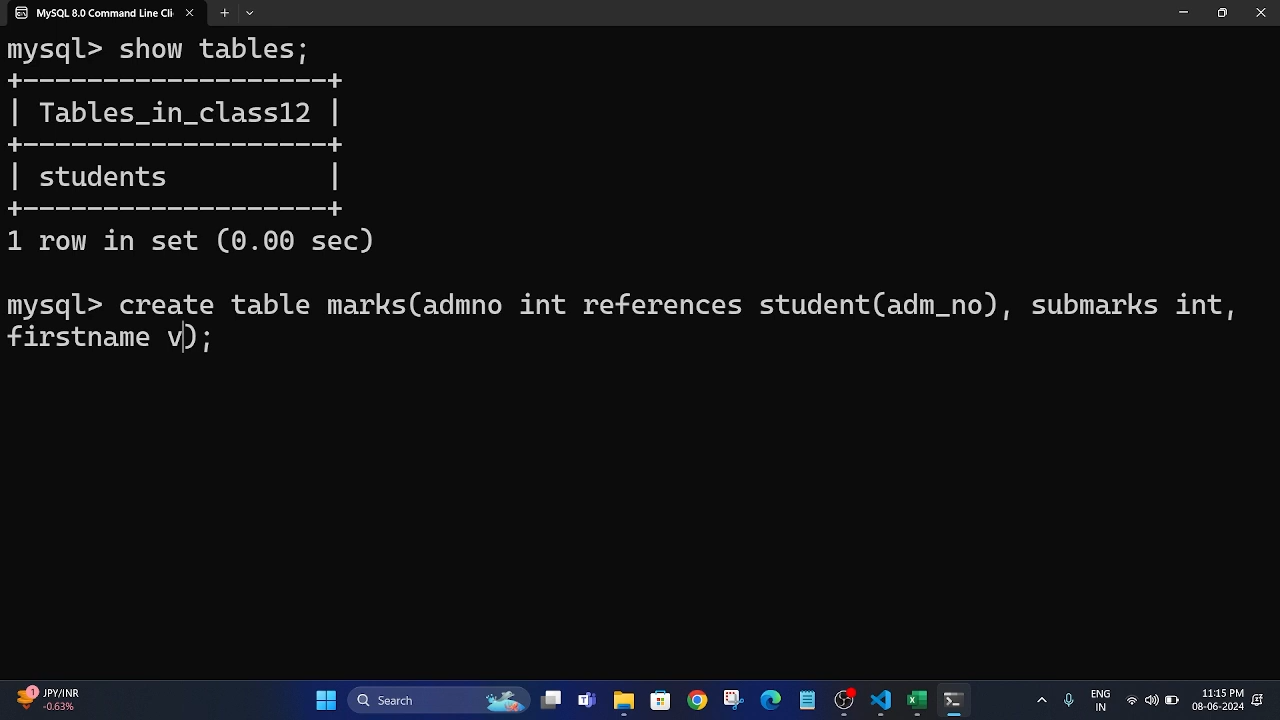 MySQL 8.0 Command Line Cli
mysql> show tables;
+-------------------+
| Tables_in_class12 |
+-------------------+
| students          |
+-------------------+
1 row in set (0.00 sec)
mysql> create table marks(admno int references student(adm_no), submarks int,
firstname v);
1
JPY/INR
-0.63%
Search
ENG
IN
11:15 PM
08-06-2024